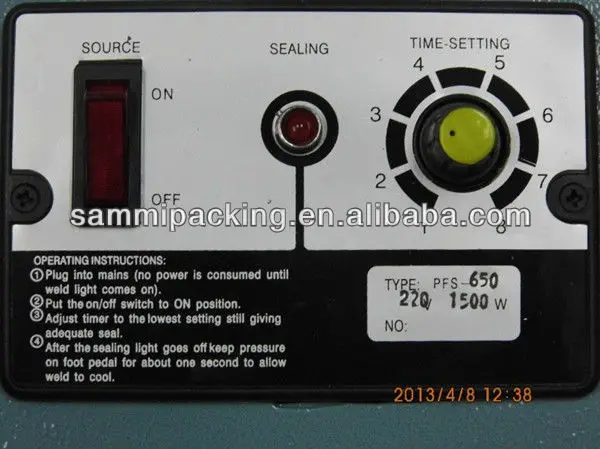 SOURCE SEALING TIME-SETTING
ON
OFF
1 2 3 4 5 6 7 8
sammipacking.en.alibaba.com
OPERATING INSTRUCTIONS:
① Plug into mains (no power is consumed until
weld light comes on).
② Put the on/off switch to ON position.
③ Adjust timer to the lowest setting still giving
adequate seal.
④ After the sealing light goes off keep pressure
on foot pedal for about one second to allow
weld to cool.
TYPE: PFS-650
220V 1500 W
NO:
2013/4/8 12:38